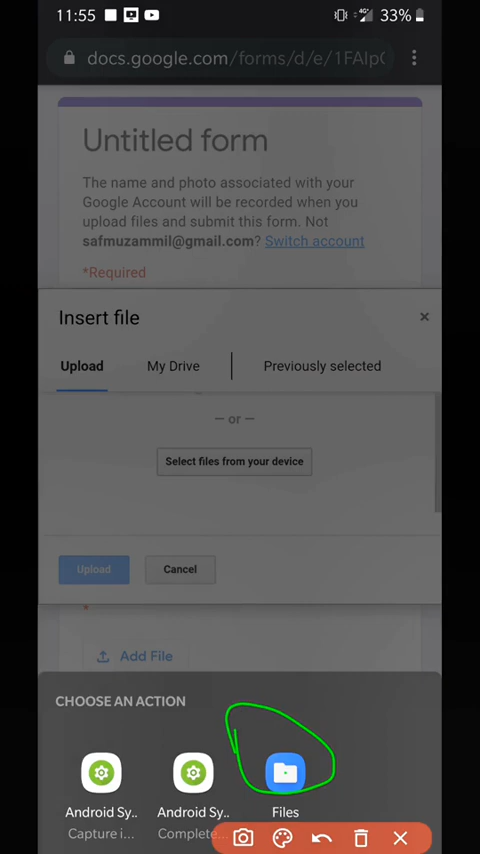 11:55 4G 33%
docs.google.com/forms/d/e/1FAIpQ
Untitled form
The name and photo associated with your
Google Account will be recorded when you
upload files and submit this form. Not
safmuzammil@gmail.com? Switch account
*Required
Insert file ×
Upload My Drive Previously selected
— or —
Select files from your device
Upload Cancel
*
Add File
CHOOSE AN ACTION
Android Sy.. Android Sy.. Files
Capture i... Complete...